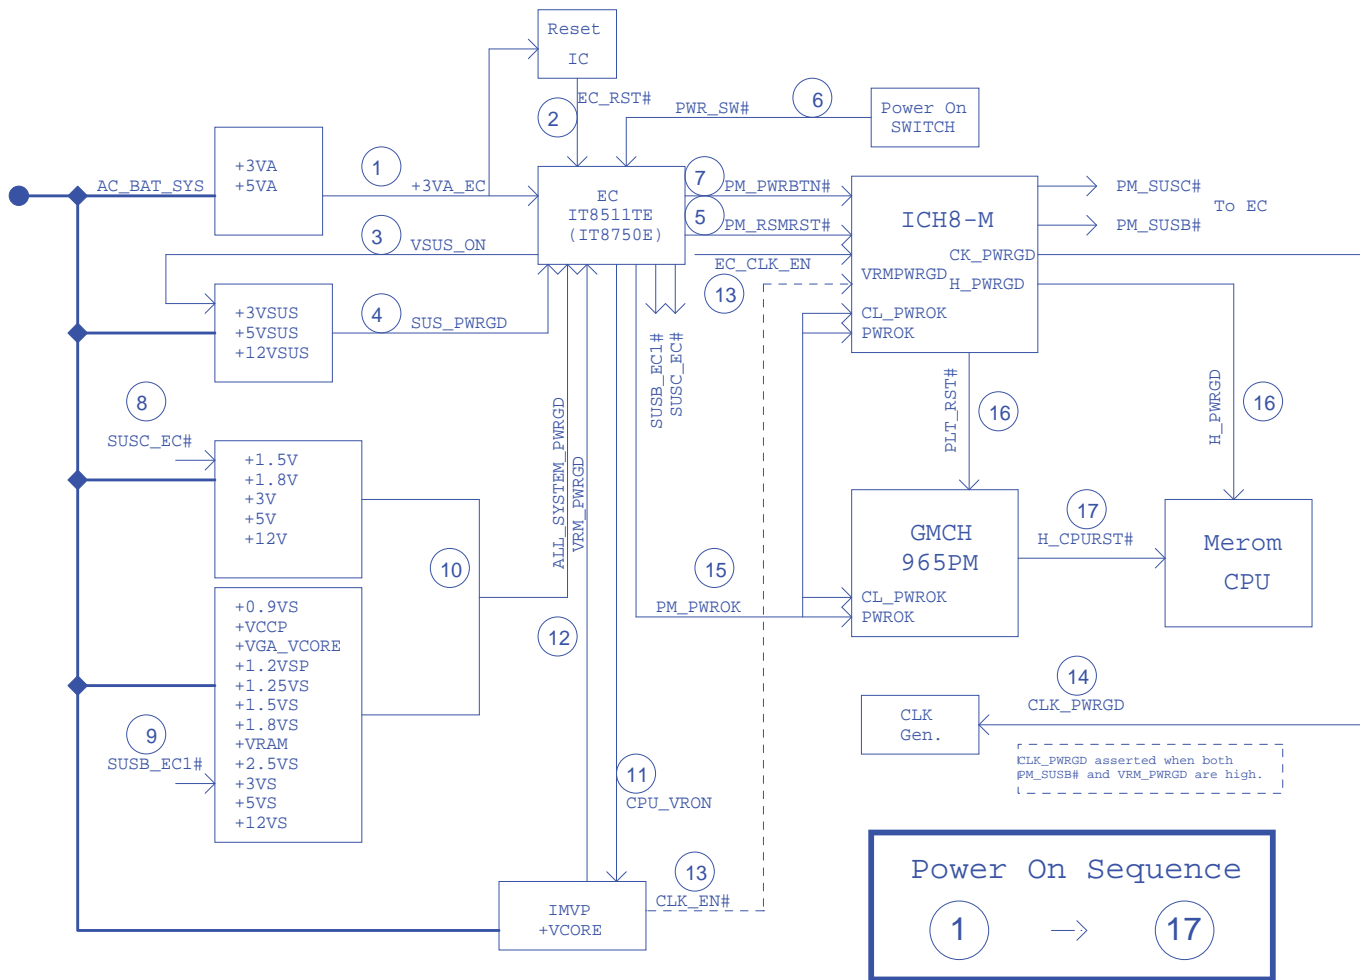 Reset
IC
EC_RST#
2
PWR_SW#
6
Power On
SWITCH
+3VA
+5VA
AC_BAT_SYS
1
+3VA_EC
3
VSUS_ON
EC
IT8511TE
(IT8750E)
7
PM_PWRBTN#
5
PM_RSMRST#
EC_CLK_EN
13
ICH8-M
CK_PWRGD
VRMPWRGD
H_PWRGD
CL_PWROK
PWROK
PM_SUSC#
To EC
PM_SUSB#
+3VSUS
+5VSUS
+12VSUS
4
SUS_PWRGD
SUSB_EC1#
SUSC_EC#
8
SUSC_EC#
+1.5V
+1.8V
+3V
+5V
+12V
10
ALL_SYSTEM_PWRGD
VRM_PWRGD
PLT_RST#
16
H_PWRGD
16
GMCH
965PM
CL_PWROK
PWROK
17
H_CPURST#
Merom
CPU
15
PM_PWROK
12
+0.9VS
+VCCP
+VGA_VCORE
+1.2VSP
+1.25VS
+1.5VS
+1.8VS
+VRAM
+2.5VS
+3VS
+5VS
+12VS
9
SUSB_EC1#
11
CPU_VRON
CLK
Gen.
14
CLK_PWRGD
CLK_PWRGD asserted when both
PM_SUSB# and VRM_PWRGD are high.
IMVP
+VCORE
13
CLK_EN#
Power On Sequence
1
17